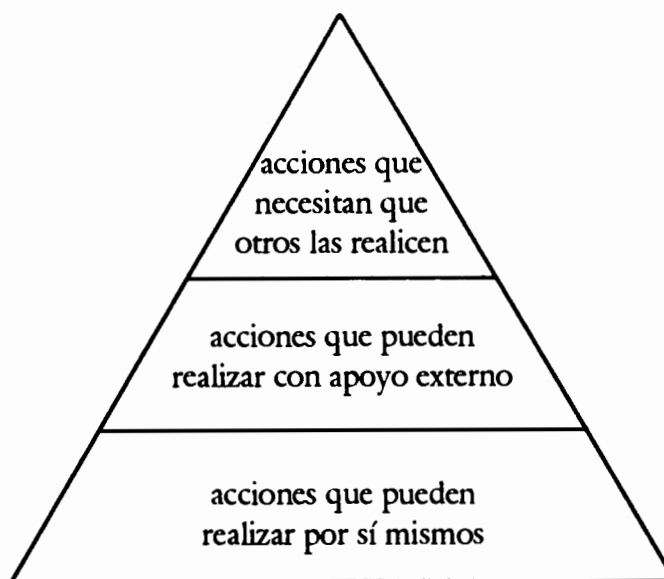 acciones que
necesitan que
otros las realicen
acciones que pueden
realizar con apoyo externo
acciones que pueden
realizar por sí mismos